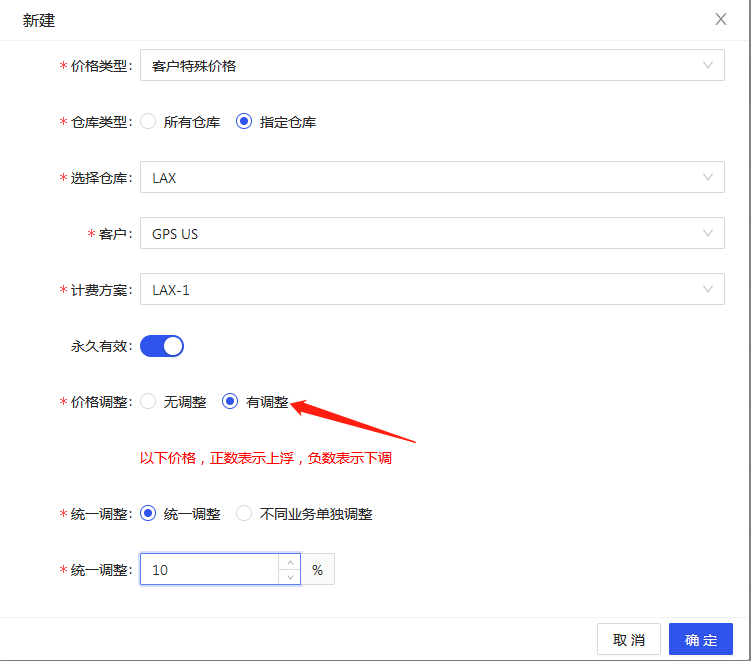 新建
* 价格类型: 客户特殊价格
* 仓库类型: 所有仓库 指定仓库
* 选择仓库: LAX
* 客户: GPS US
* 计费方案: LAX-1
永久有效:
* 价格调整: 无调整 有调整
以下价格，正数表示上浮，负数表示下调
* 统一调整: 统一调整 不同业务单独调整
* 统一调整: 10 %
取 消 确 定